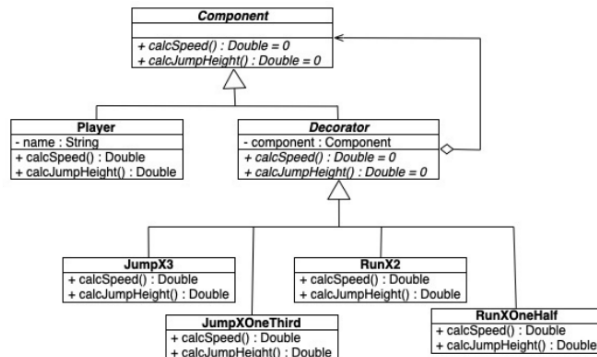 Component
+ calcSpeed() : Double = 0
+ calcJumpHeight() : Double = 0
Player
- name : String
+ calcSpeed() : Double
+ calcJumpHeight() : Double
Decorator
- component : Component
+ calcSpeed() : Double = 0
+ calcJumpHeight() : Double = 0
JumpX3
+ calcSpeed() : Double
+ calcJumpHeight() : Double
RunX2
+ calcSpeed() : Double
+ calcJumpHeight() : Double
JumpXOneThird
+ calcSpeed() : Double
+ calcJumpHeight() : Double
RunXOneHalf
+ calcSpeed() : Double
+ calcJumpHeight() : Double